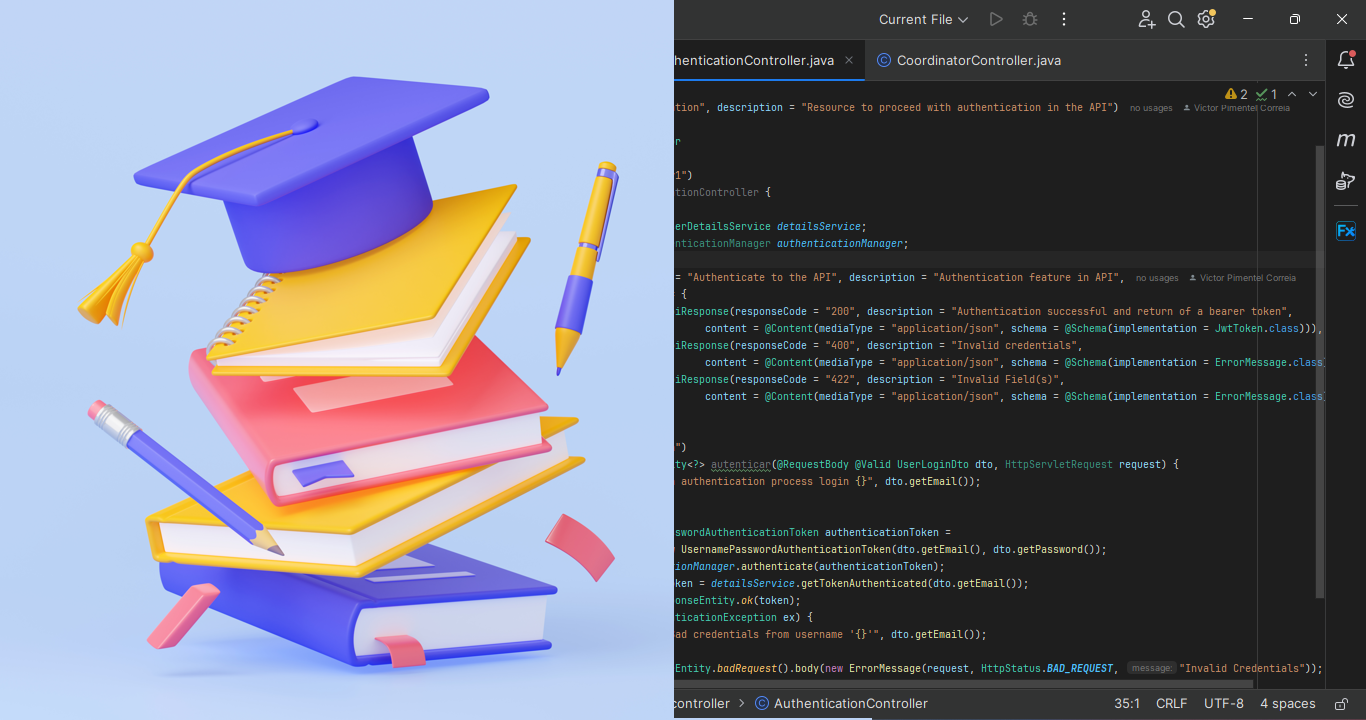 Current File
henticationController.java
CoordinatorController.java
2 1
tion", description = "Resource to proceed with authentication in the API") no usages Victor Pimentel Correia
r
1")
tionController {
erDetailsService detailsService;
enticationManager authenticationManager;
= "Authenticate to the API", description = "Authentication feature in API", no usages Victor Pimentel Correia
{
iResponse(responseCode = "200", description = "Authentication successful and return of a bearer token",
content = @Content(mediaType = "application/json", schema = @Schema(implementation = JwtToken.class))),
iResponse(responseCode = "400", description = "Invalid credentials",
content = @Content(mediaType = "application/json", schema = @Schema(implementation = ErrorMessage.class)
iResponse(responseCode = "422", description = "Invalid Field(s)",
content = @Content(mediaType = "application/json", schema = @Schema(implementation = ErrorMessage.class)
")
ty<?> autenticar(@RequestBody @Valid UserLoginDto dto, HttpServletRequest request) {
authentication process login {}", dto.getEmail());
swordAuthenticationToken authenticationToken =
UsernamePasswordAuthenticationToken(dto.getEmail(), dto.getPassword());
ionManager.authenticate(authenticationToken);
ken = detailsService.getTokenAuthenticated(dto.getEmail());
onseEntity.ok(token);
ticationException ex) {
ad credentials from username '{}'", dto.getEmail());
Entity.badRequest().body(new ErrorMessage(request, HttpStatus.BAD_REQUEST, message: "Invalid Credentials"));
m
Fx
controller > AuthenticationController
35:1 CRLF UTF-8 4 spaces